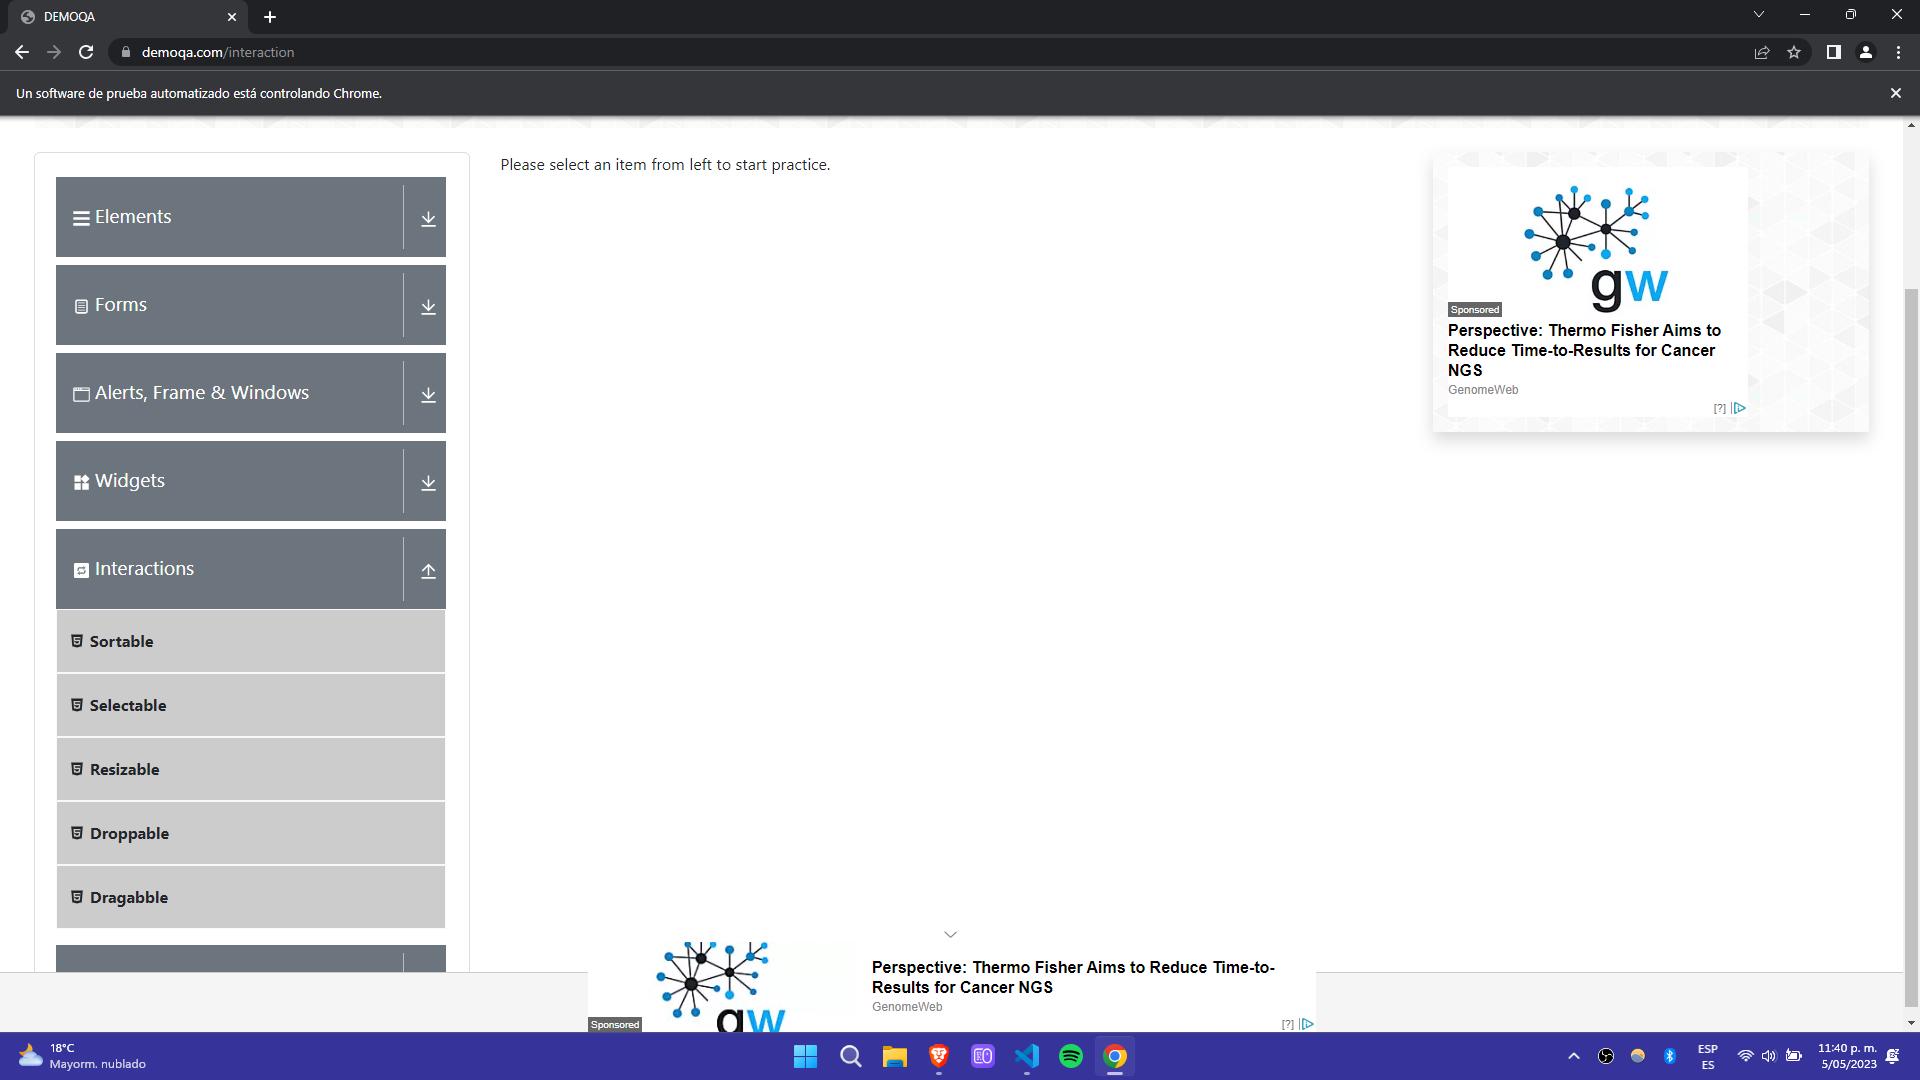 DEMOQA
demoqa.com/interaction
Un software de prueba automatizado está controlando Chrome.
Elements
Forms
Alerts, Frame & Windows
Widgets
Interactions
Sortable
Selectable
Resizable
Droppable
Dragabble
Please select an item from left to start practice.
gw
Sponsored
Perspective: Thermo Fisher Aims to
Reduce Time-to-Results for Cancer
NGS
GenomeWeb
[?]
gw
Sponsored
Perspective: Thermo Fisher Aims to Reduce Time-to-
Results for Cancer NGS
GenomeWeb
[?]
18°C
Mayorm. nublado
ESP
ES
11:40 p. m.
5/05/2023